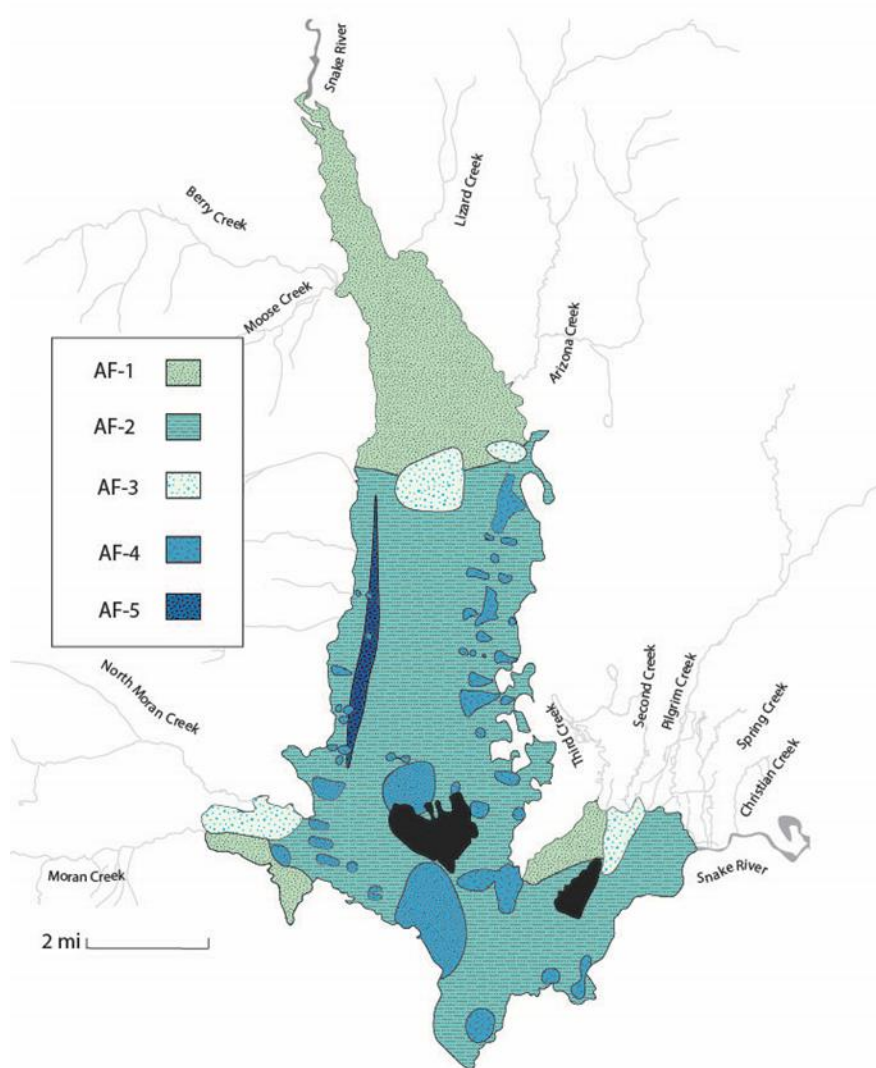 Snake River
Lizard Creek
Berry Creek
Moose Creek
Arizona Creek
AF-1
AF-2
AF-3
AF-4
AF-5
North Moran Creek
Third Creek
Second Creek
Pilgrim Creek
Spring Creek
Christian Creek
Moran Creek
Snake River
2 mi